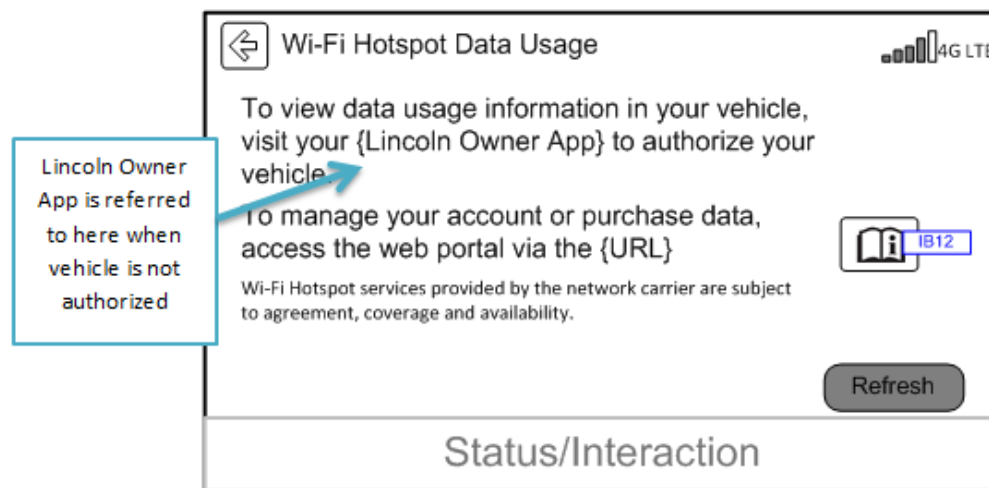 Wi-Fi Hotspot Data Usage
4G LTE
To view data usage information in your vehicle,
visit your {Lincoln Owner App} to authorize your
vehicle.
Lincoln Owner
App is referred
to here when
vehicle is not
authorized
To manage your account or purchase data,
access the web portal via the {URL}
i
IB12
Wi-Fi Hotspot services provided by the network carrier are subject
to agreement, coverage and availability.
Refresh
Status/Interaction